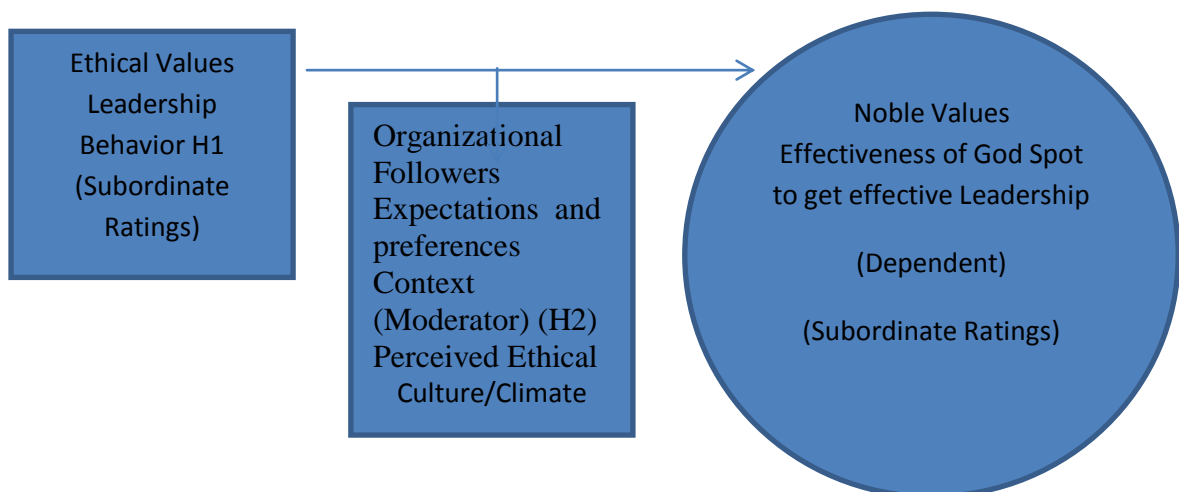 Ethical Values
Leadership
Behavior H1
(Subordinate
Ratings)
Organizational
Followers
Expectations and
preferences
Context
(Moderator) (H2)
Perceived Ethical
Culture/Climate
Noble Values
Effectiveness of God Spot
to get effective Leadership
(Dependent)
(Subordinate Ratings)